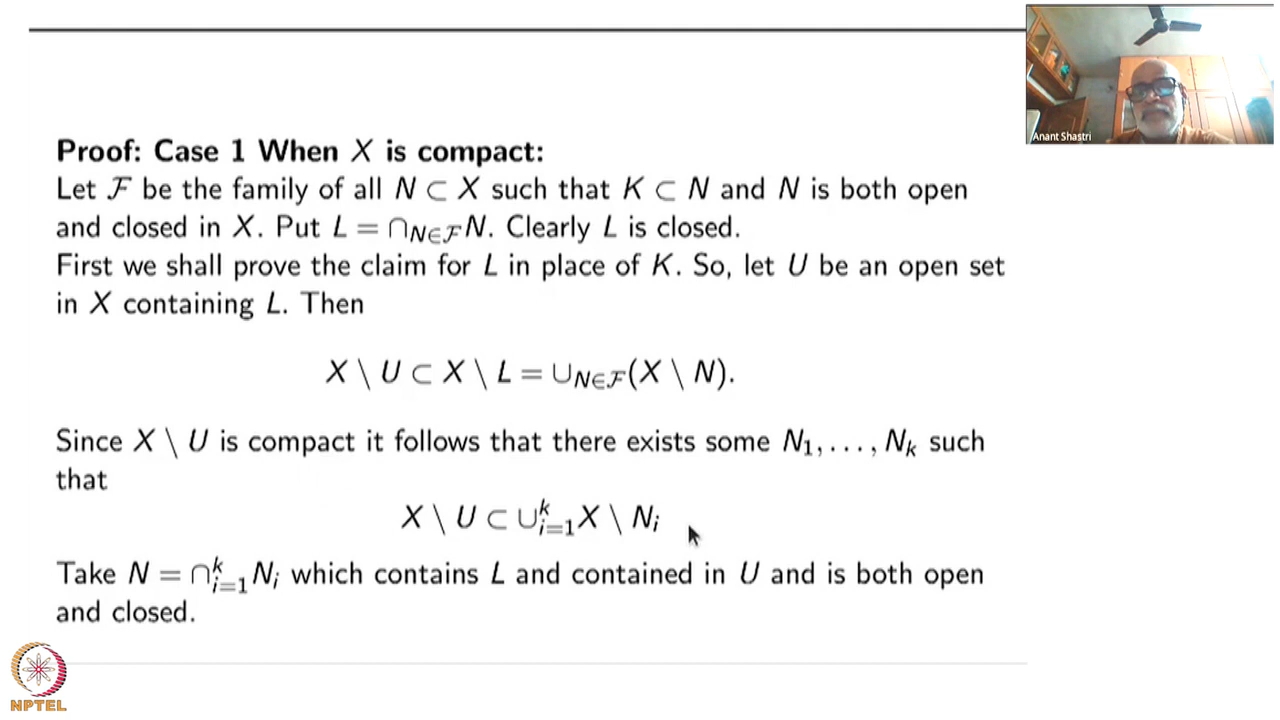 Anant Shastri
Proof: Case 1 When X is compact:
Let ℱ be the family of all N ⊂ X such that K ⊂ N and N is both open
and closed in X. Put L = ∩_{N∈ℱ}N. Clearly L is closed.
First we shall prove the claim for L in place of K. So, let U be an open set
in X containing L. Then
X \ U ⊂ X \ L = ∪_{N∈ℱ}(X \ N).
Since X \ U is compact it follows that there exists some N₁, . . . , Nₖ such
that
X \ U ⊂ ∪_{i=1}^{k} X \ N_i
Take N = ∩_{i=1}^{k} N_i which contains L and contained in U and is both open
and closed.
NPTEL